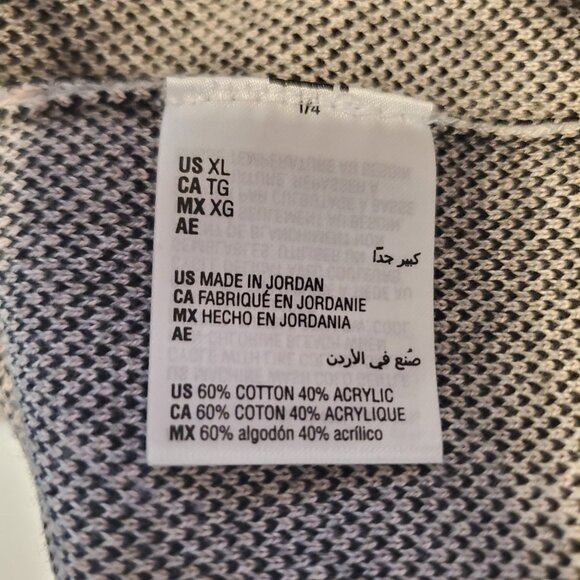 1/4
US XL
CA TG
MX XG
AE
كبير جدًا
US MADE IN JORDAN
CA FABRIQUÉ EN JORDANIE
MX HECHO EN JORDANIA
AE
صُنع في الأردن
US 60% COTTON 40% ACRYLIC
CA 60% COTON 40% ACRYLIQUE
MX 60% algodón 40% acrílico